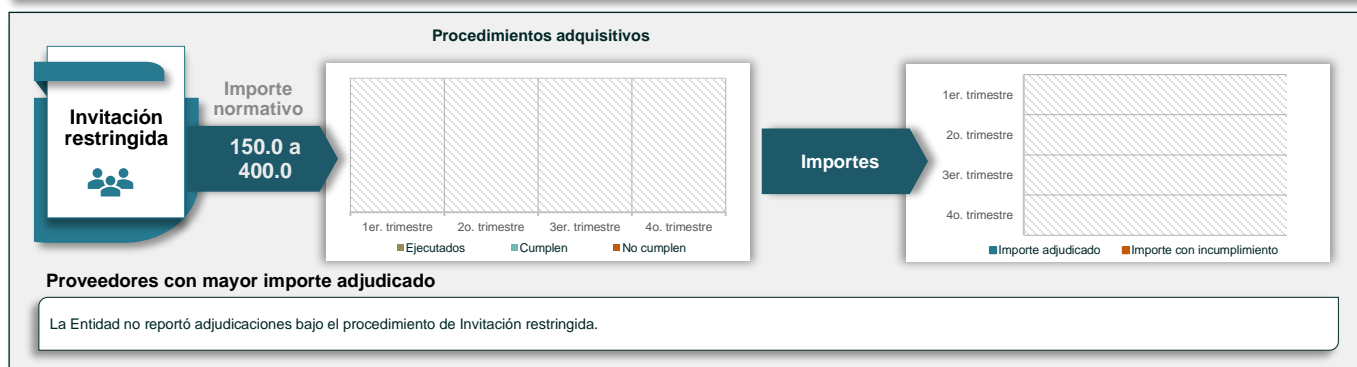 Procedimientos adquisitivos
Invitación
restringida
Importe
normativo
150.0 a
400.0
1er. trimestre
2o. trimestre
3er. trimestre
4o. trimestre
Ejecutados
Cumplen
No cumplen
Importes
1er. trimestre
2o. trimestre
3er. trimestre
4o. trimestre
Importe adjudicado
Importe con incumplimiento
Proveedores con mayor importe adjudicado
La Entidad no reportó adjudicaciones bajo el procedimiento de Invitación restringida.